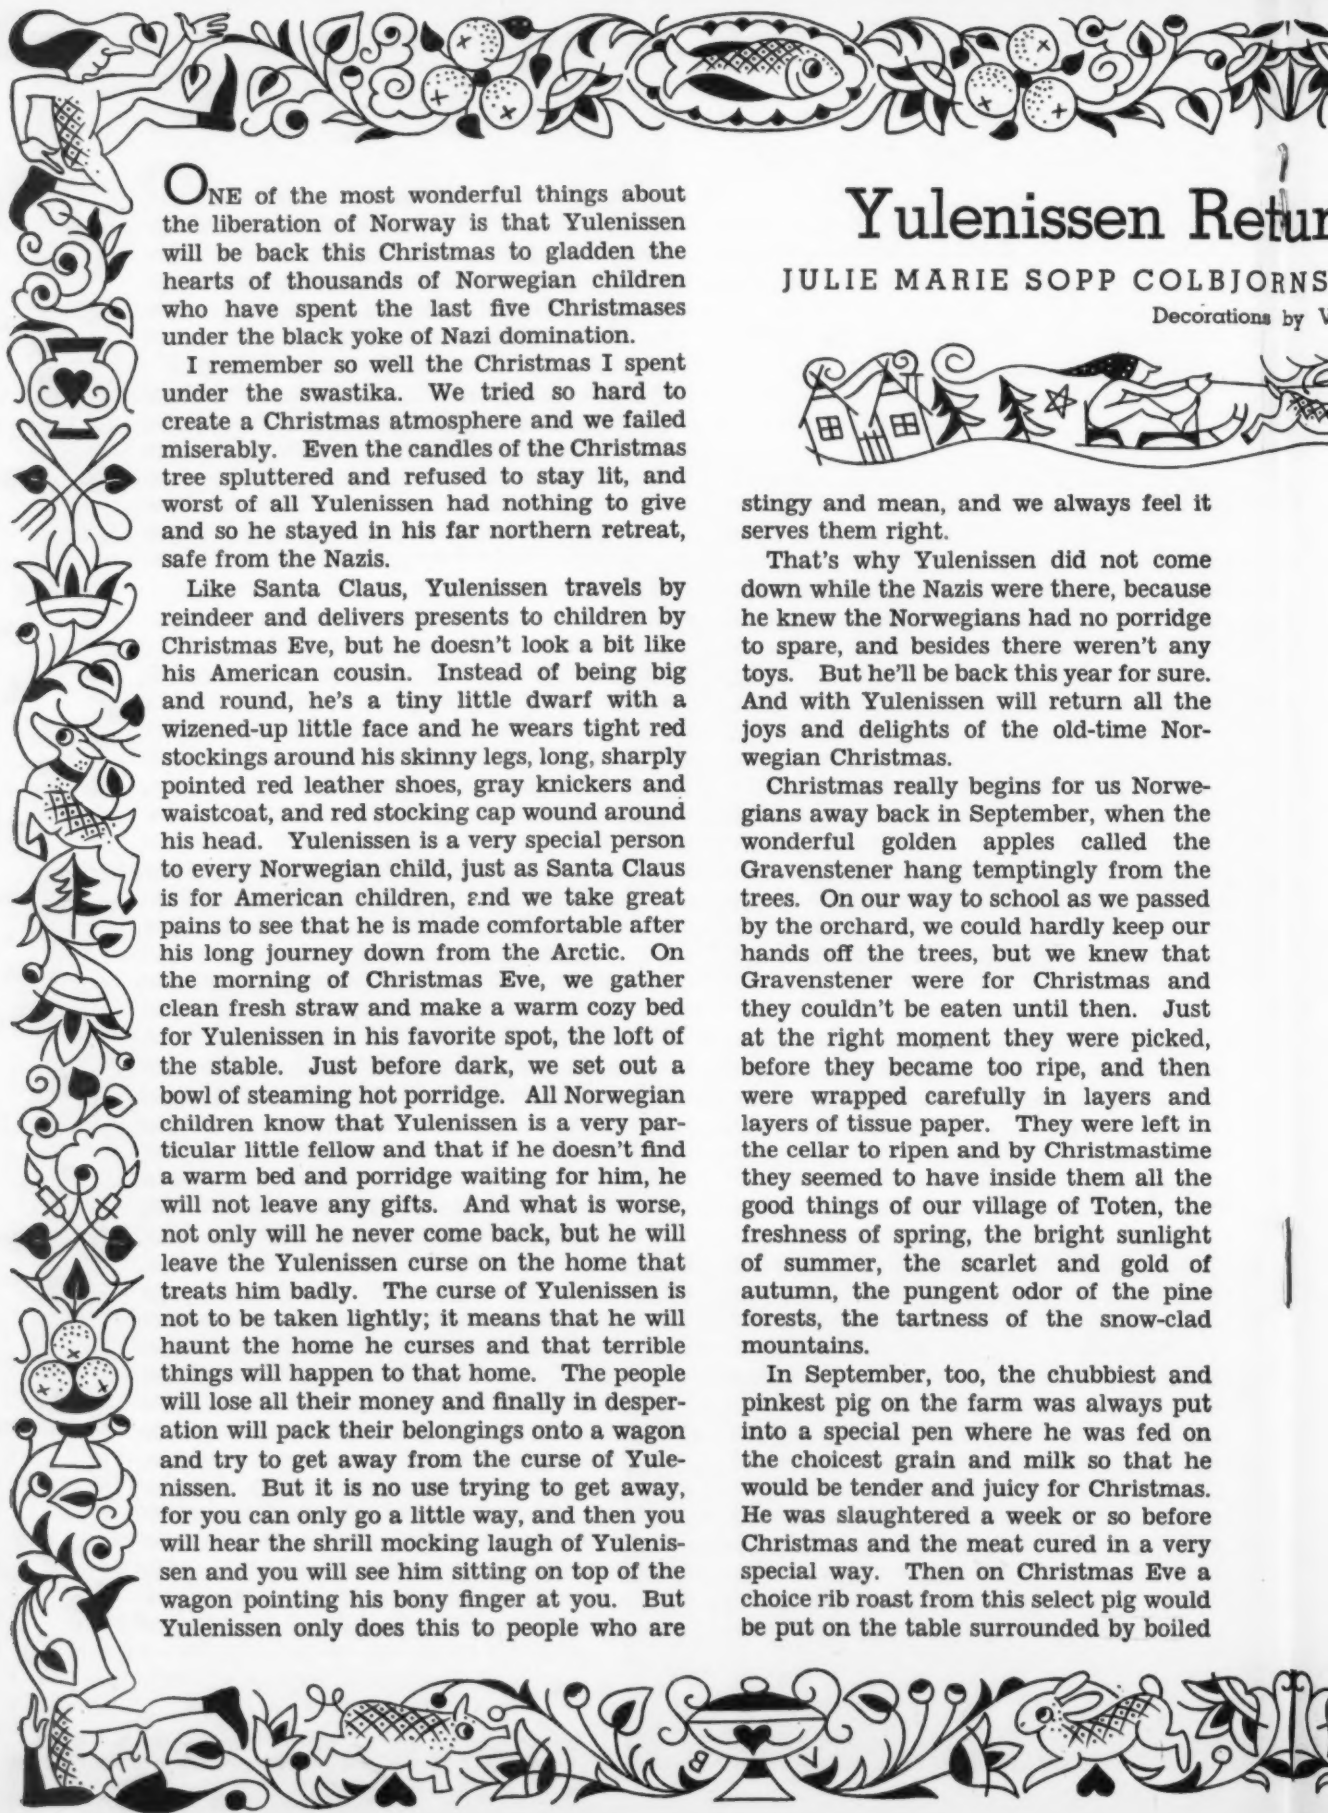 ONE of the most wonderful things about
the liberation of Norway is that Yulenissen
will be back this Christmas to gladden the
hearts of thousands of Norwegian children
who have spent the last five Christmases
under the black yoke of Nazi domination.
I remember so well the Christmas I spent
under the swastika. We tried so hard to
create a Christmas atmosphere and we failed
miserably. Even the candles of the Christmas
tree spluttered and refused to stay lit, and
worst of all Yulenissen had nothing to give
and so he stayed in his far northern retreat,
safe from the Nazis.
Like Santa Claus, Yulenissen travels by
reindeer and delivers presents to children by
Christmas Eve, but he doesn't look a bit like
his American cousin. Instead of being big
and round, he's a tiny little dwarf with a
wizened-up little face and he wears tight red
stockings around his skinny legs, long, sharply
pointed red leather shoes, gray knickers and
waistcoat, and red stocking cap wound around
his head. Yulenissen is a very special person
to every Norwegian child, just as Santa Claus
is for American children, and we take great
pains to see that he is made comfortable after
his long journey down from the Arctic. On
the morning of Christmas Eve, we gather
clean fresh straw and make a warm cozy bed
for Yulenissen in his favorite spot, the loft of
the stable. Just before dark, we set out a
bowl of steaming hot porridge. All Norwegian
children know that Yulenissen is a very par-
ticular little fellow and that if he doesn't find
a warm bed and porridge waiting for him, he
will not leave any gifts. And what is worse,
not only will he never come back, but he will
leave the Yulenissen curse on the home that
treats him badly. The curse of Yulenissen is
not to be taken lightly; it means that he will
haunt the home he curses and that terrible
things will happen to that home. The people
will lose all their money and finally in desper-
ation will pack their belongings onto a wagon
and try to get away from the curse of Yule-
nissen. But it is no use trying to get away,
for you can only go a little way, and then you
will hear the shrill mocking laugh of Yulenis-
sen and you will see him sitting on top of the
wagon pointing his bony finger at you. But
Yulenissen only does this to people who are
Yulenissen Retur
JULIE MARIE SOPP COLBJORNS
Decorations by V
stingy and mean, and we always feel it
serves them right.
That's why Yulenissen did not come
down while the Nazis were there, because
he knew the Norwegians had no porridge
to spare, and besides there weren't any
toys. But he'll be back this year for sure.
And with Yulenissen will return all the
joys and delights of the old-time Nor-
wegian Christmas.
Christmas really begins for us Norwe-
gians away back in September, when the
wonderful golden apples called the
Gravenstener hang temptingly from the
trees. On our way to school as we passed
by the orchard, we could hardly keep our
hands off the trees, but we knew that
Gravenstener were for Christmas and
they couldn't be eaten until then. Just
at the right moment they were picked,
before they became too ripe, and then
were wrapped carefully in layers and
layers of tissue paper. They were left in
the cellar to ripen and by Christmastime
they seemed to have inside them all the
good things of our village of Toten, the
freshness of spring, the bright sunlight
of summer, the scarlet and gold of
autumn, the pungent odor of the pine
forests, the tartness of the snow-clad
mountains.
In September, too, the chubbiest and
pinkest pig on the farm was always put
into a special pen where he was fed on
the choicest grain and milk so that he
would be tender and juicy for Christmas.
He was slaughtered a week or so before
Christmas and the meat cured in a very
special way. Then on Christmas Eve a
choice rib roast from this select pig would
be put on the table surrounded by boiled
B V